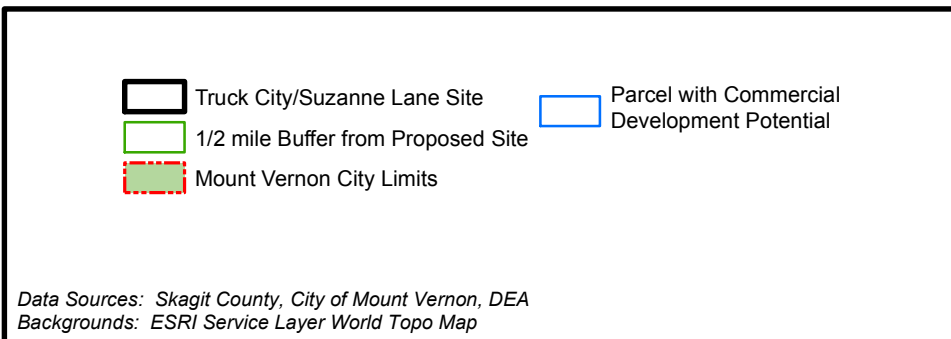 Truck City/Suzanne Lane Site
1/2 mile Buffer from Proposed Site
Mount Vernon City Limits
Parcel with Commercial
Development Potential
Data Sources:  Skagit County, City of Mount Vernon, DEA
Backgrounds:  ESRI Service Layer World Topo Map